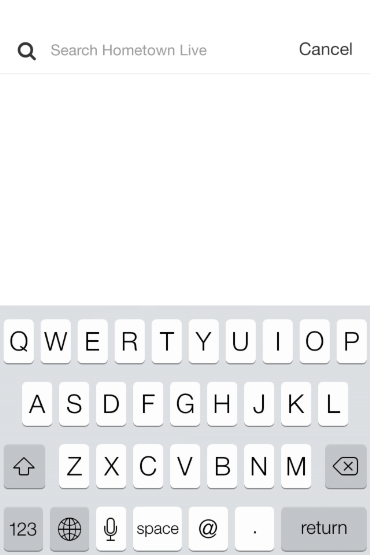 Search Hometown Live Cancel
Q W E R T Y U I O P
A S D F G H J K L
Z X C V B N M
123 space @ . return